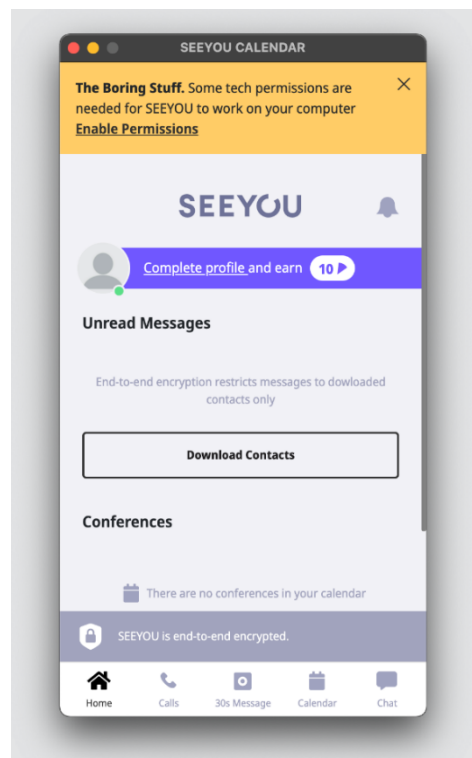 SEEYOU CALENDAR
The Boring Stuff. Some tech permissions are
needed for SEEYOU to work on your computer
Enable Permissions
SEEYOU
Complete profile and earn 10
Unread Messages
End-to-end encryption restricts messages to dowloaded
contacts only
Download Contacts
Conferences
There are no conferences in your calendar
SEEYOU is end-to-end encrypted.
Home Calls 30s Message Calendar Chat